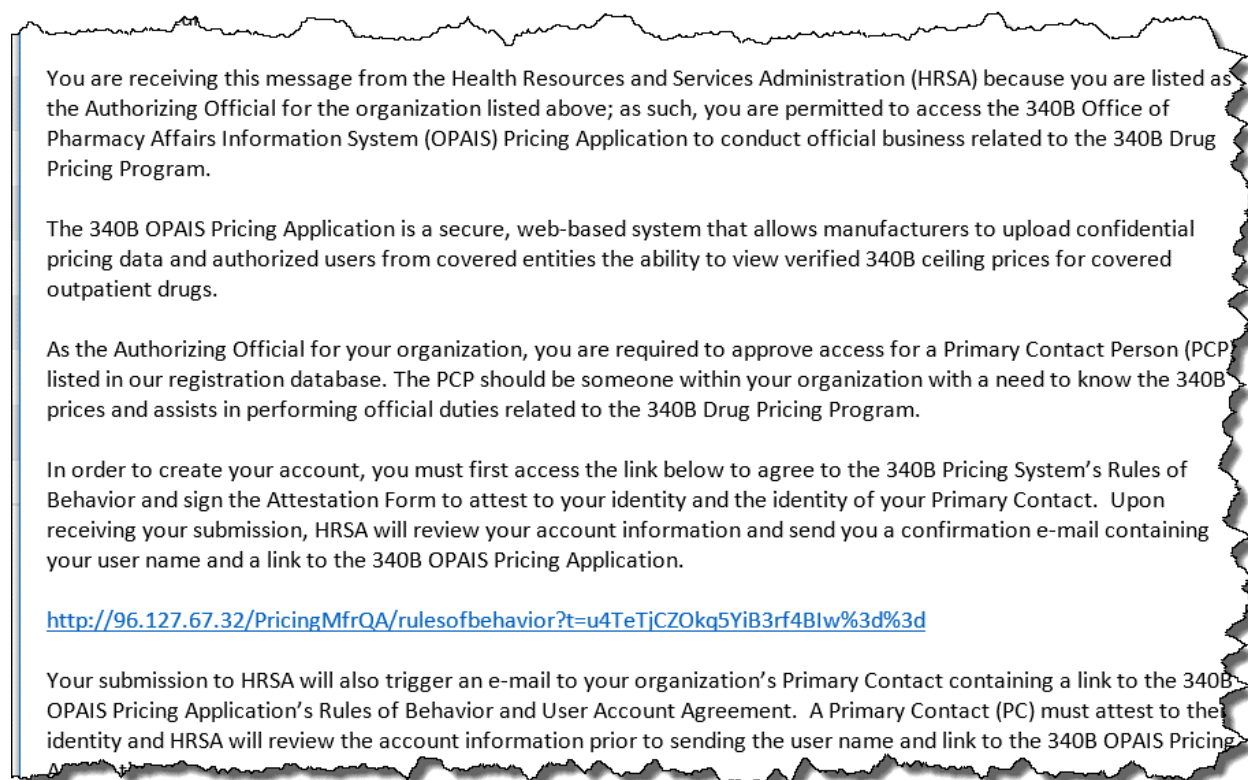 You are receiving this message from the Health Resources and Services Administration (HRSA) because you are listed as
the Authorizing Official for the organization listed above; as such, you are permitted to access the 340B Office of
Pharmacy Affairs Information System (OPAIS) Pricing Application to conduct official business related to the 340B Drug
Pricing Program.
The 340B OPAIS Pricing Application is a secure, web-based system that allows manufacturers to upload confidential
pricing data and authorized users from covered entities the ability to view verified 340B ceiling prices for covered
outpatient drugs.
As the Authorizing Official for your organization, you are required to approve access for a Primary Contact Person (PCP)
listed in our registration database. The PCP should be someone within your organization with a need to know the 340B
prices and assists in performing official duties related to the 340B Drug Pricing Program.
In order to create your account, you must first access the link below to agree to the 340B Pricing System's Rules of
Behavior and sign the Attestation Form to attest to your identity and the identity of your Primary Contact.  Upon
receiving your submission, HRSA will review your account information and send you a confirmation e-mail containing
your user name and a link to the 340B OPAIS Pricing Application.
http://96.127.67.32/PricingMfrQA/rulesofbehavior?t=u4TeTjCZOkq5YiB3rf4BIw%3d%3d
Your submission to HRSA will also trigger an e-mail to your organization's Primary Contact containing a link to the 340B
OPAIS Pricing Application's Rules of Behavior and User Account Agreement.  A Primary Contact (PC) must attest to the
identity and HRSA will review the account information prior to sending the user name and link to the 340B OPAIS Pricing